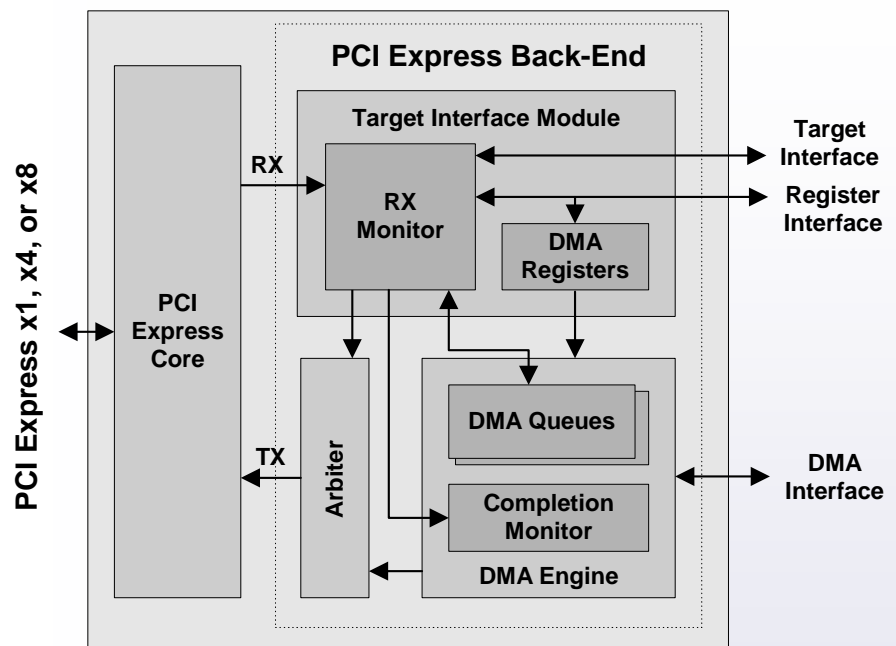 PCI Express Back-End
Target Interface Module
Target
Interface
RX
RX
Monitor
Register
Interface
DMA
Registers
PCI Express x1, x4, or x8
PCI
Express
Core
DMA Queues
TX
Arbiter
DMA
Interface
Completion
Monitor
DMA Engine